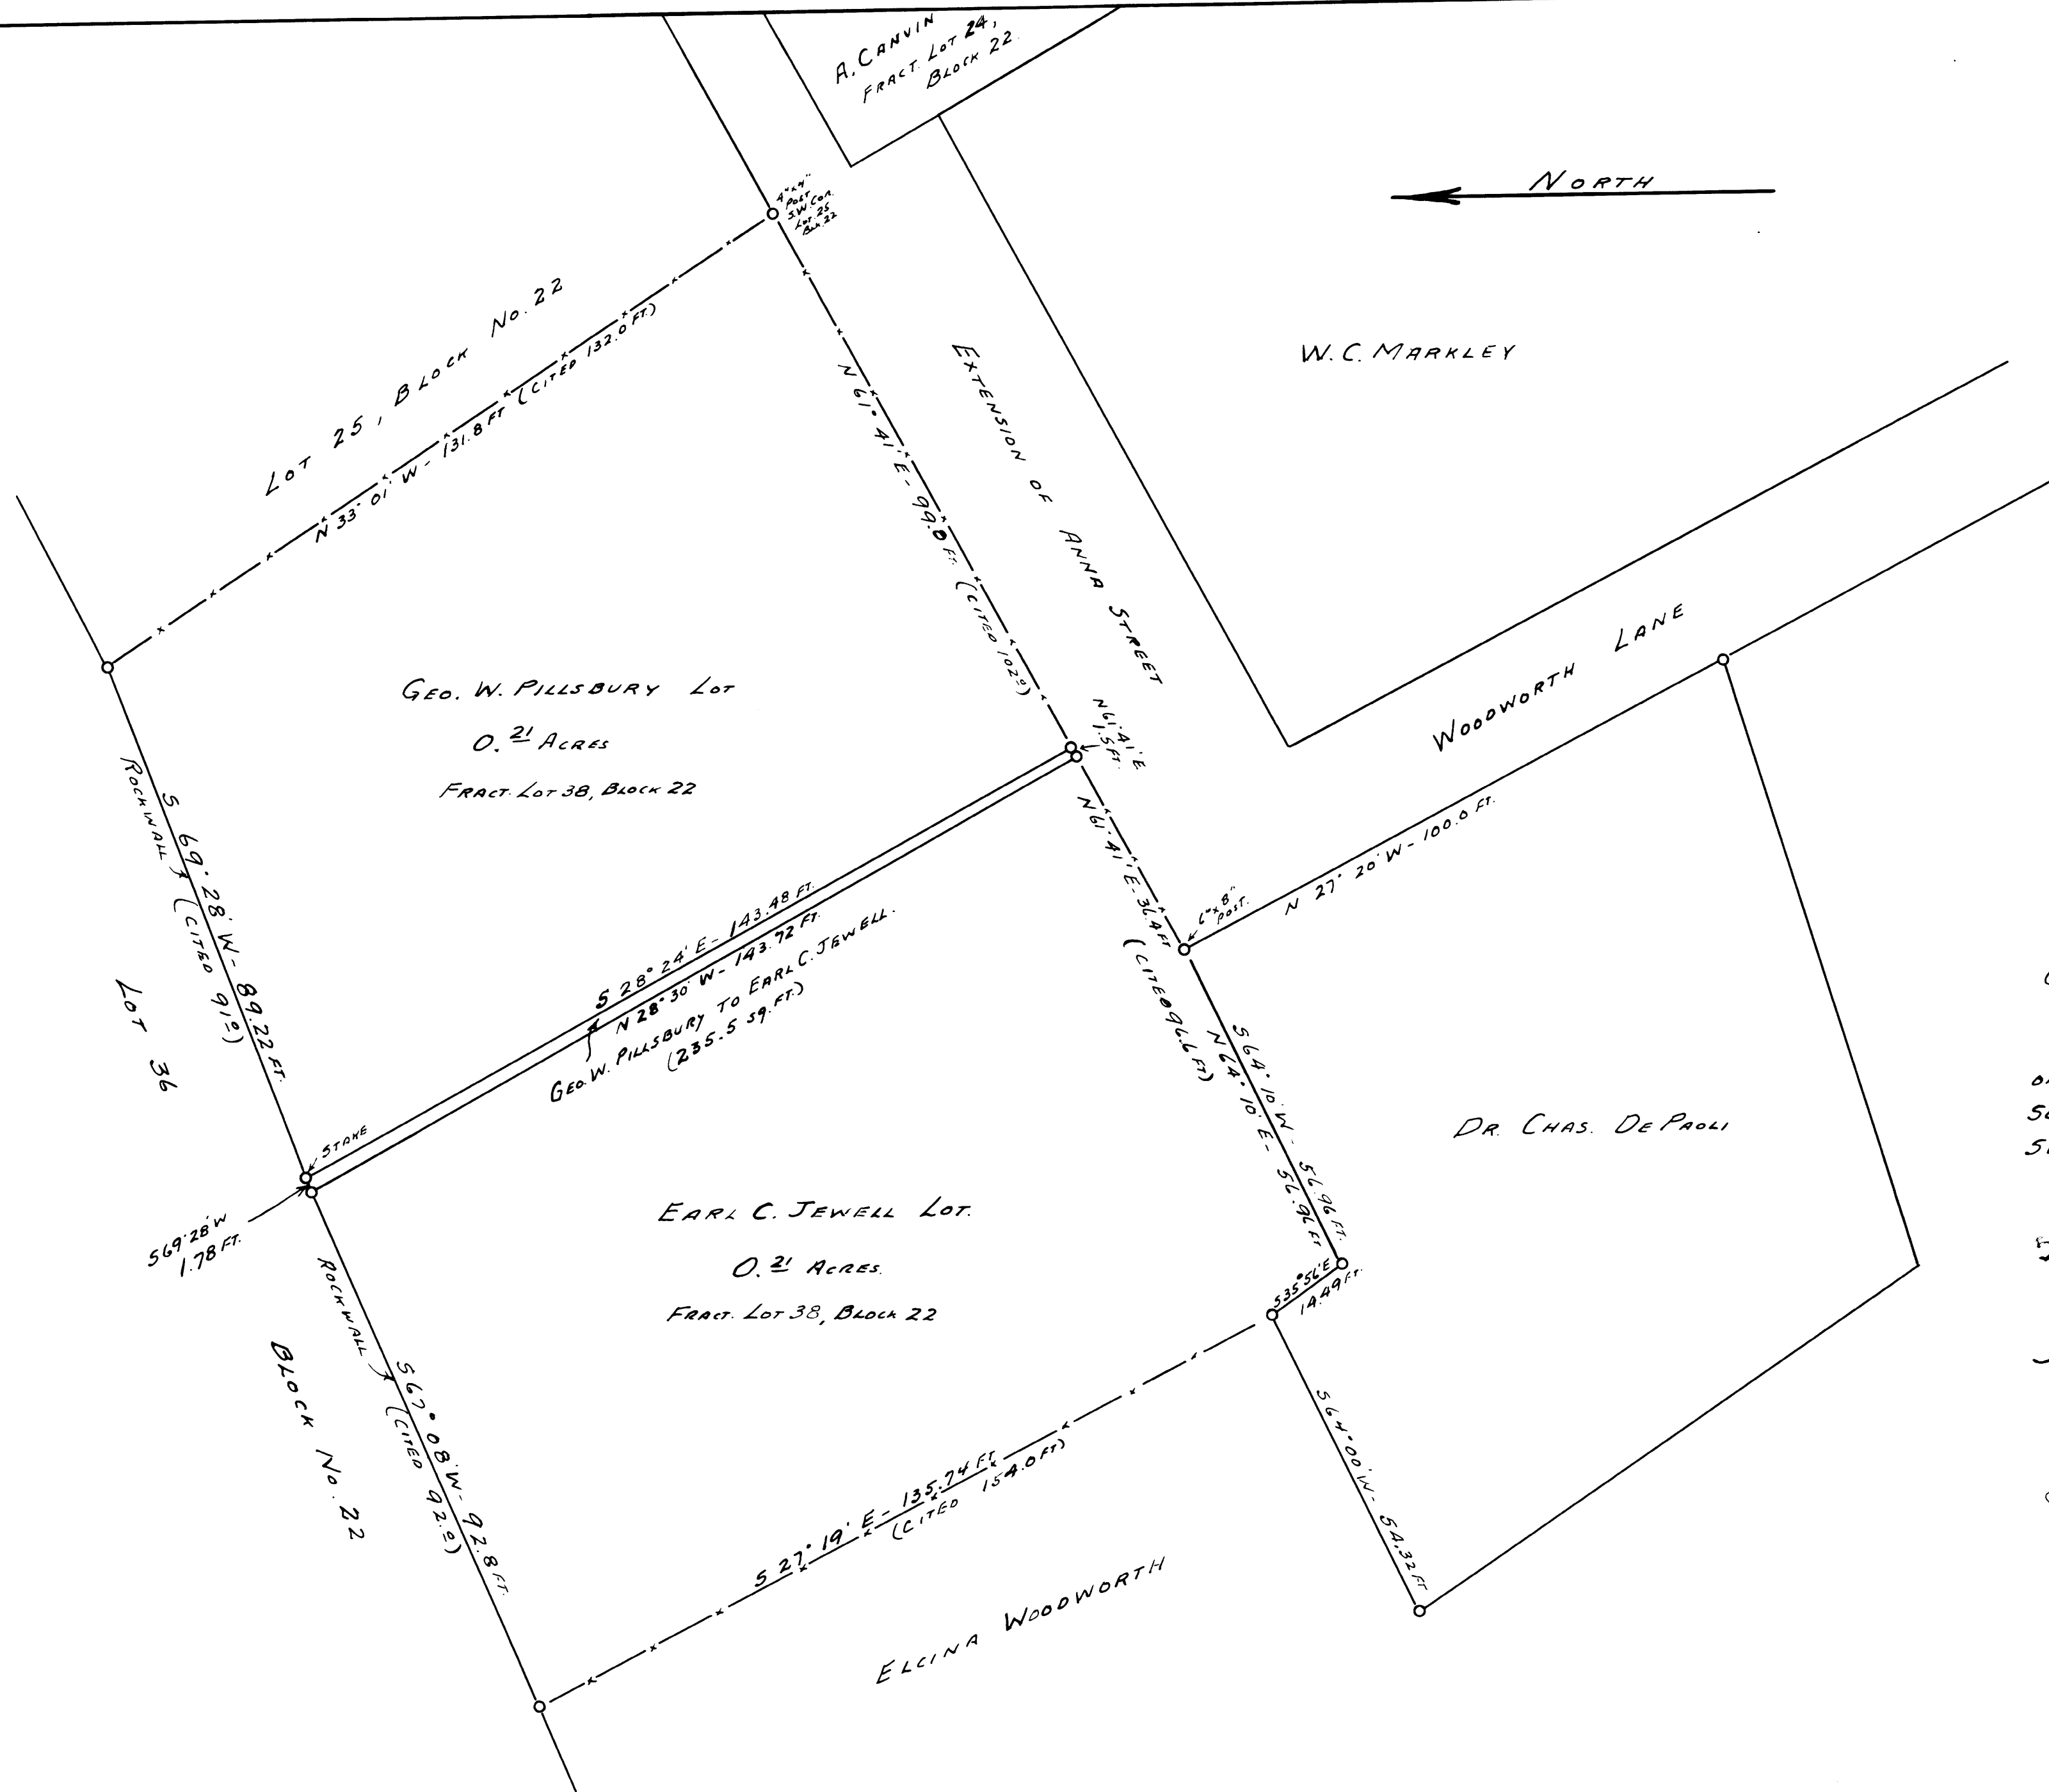 A. CANVIN
FRACT. LOT 24,
BLOCK 22.
NORTH
4"x4"
POST
S.W. COR.
LOT 25
BLK. 22
LOT 25, BLOCK NO. 22
N 33° 01' W - 131.8 FT (CITED 132.0 FT.)
N 61° 41' E - 99.0 FT. (CITED 102.0)
EXTENSION OF ANNA STREET
W. C. MARKLEY
WOODWORTH LANE
GEO. W. PILLSBURY LOT
0.21 ACRES
FRACT. LOT 38, BLOCK 22
N 61° 41' E
1.5 FT.
ROCKWALL
S 69° 28' W - 89.22 FT.
(CITED 91.0)
LOT 36
S 28° 24' E - 143.48 FT.
N 28° 30' W - 143.72 FT.
GEO. W. PILLSBURY TO EARL C. JEWELL.
(235.5 SQ. FT.)
N 61° 41' E - 36.4 FT
(CITED 96.6 FT)
6"x8"
POST.
N 27° 20' W - 100.0 FT.
S 64° 10' W - 56.96 FT.
N 64° 10' E - 56.96 FT
DR. CHAS. DE PAOLI
STAKE
S 69° 28' W
1.78 FT.
EARL C. JEWELL LOT.
0.21 ACRES.
FRACT. LOT 38, BLOCK 22
S 35° 56' E
14.49 FT.
ROCKWALL
S 67° 08' W - 92.8 FT.
(CITED 92.0)
BLOCK NO. 22
S 27° 19' E - 135.74 FT
(CITED 154.0 FT)
S 64° 00' W - 54.32 FT
ELCINA WOODWORTH